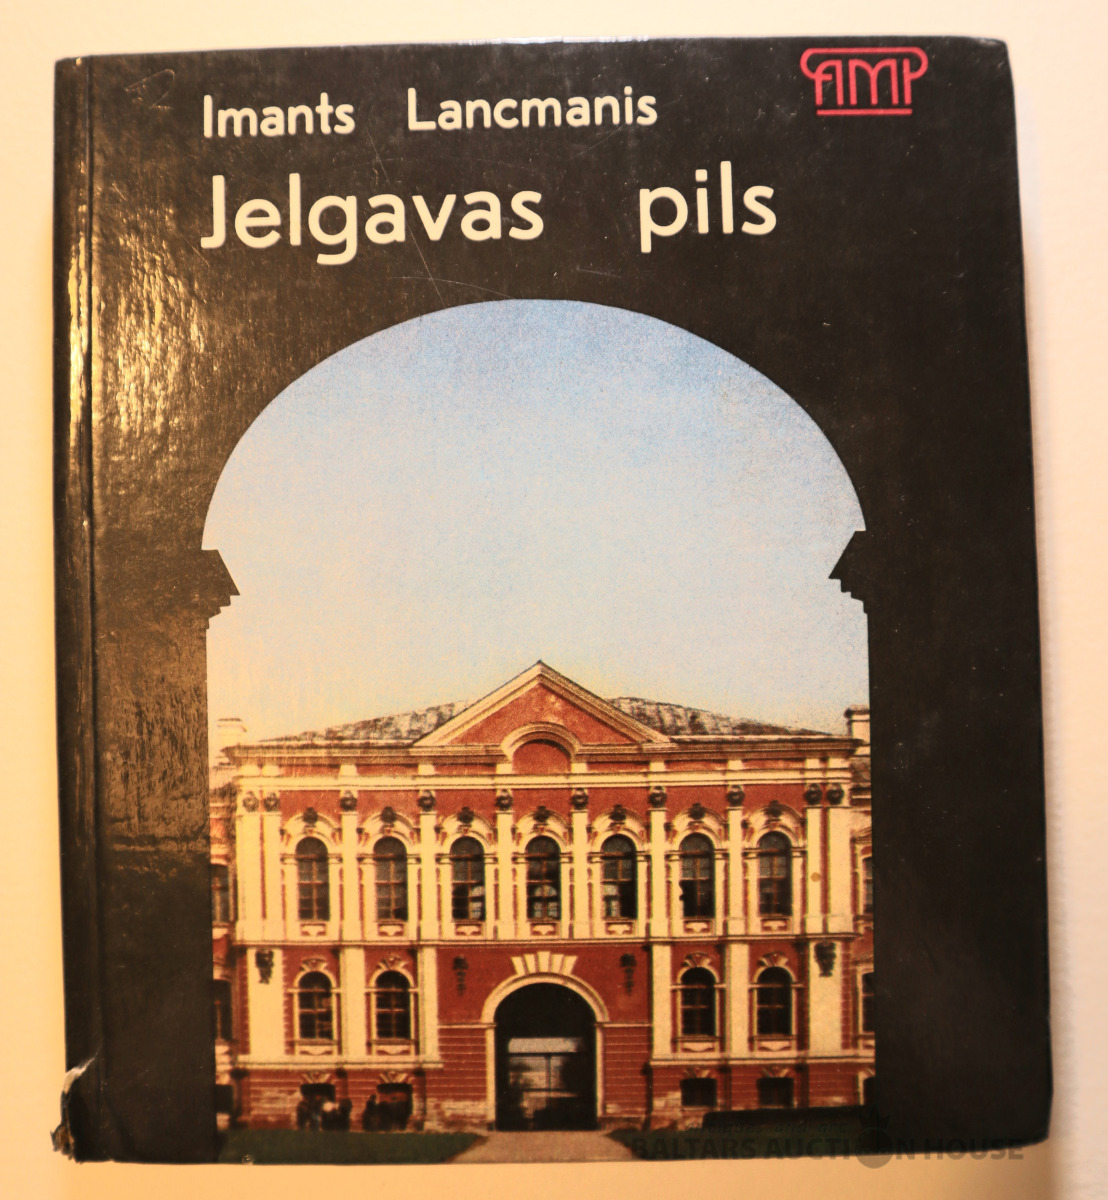 Imants Lancmanis
AMP
Jelgavas pils
BALTARS AUCTION HOUSE